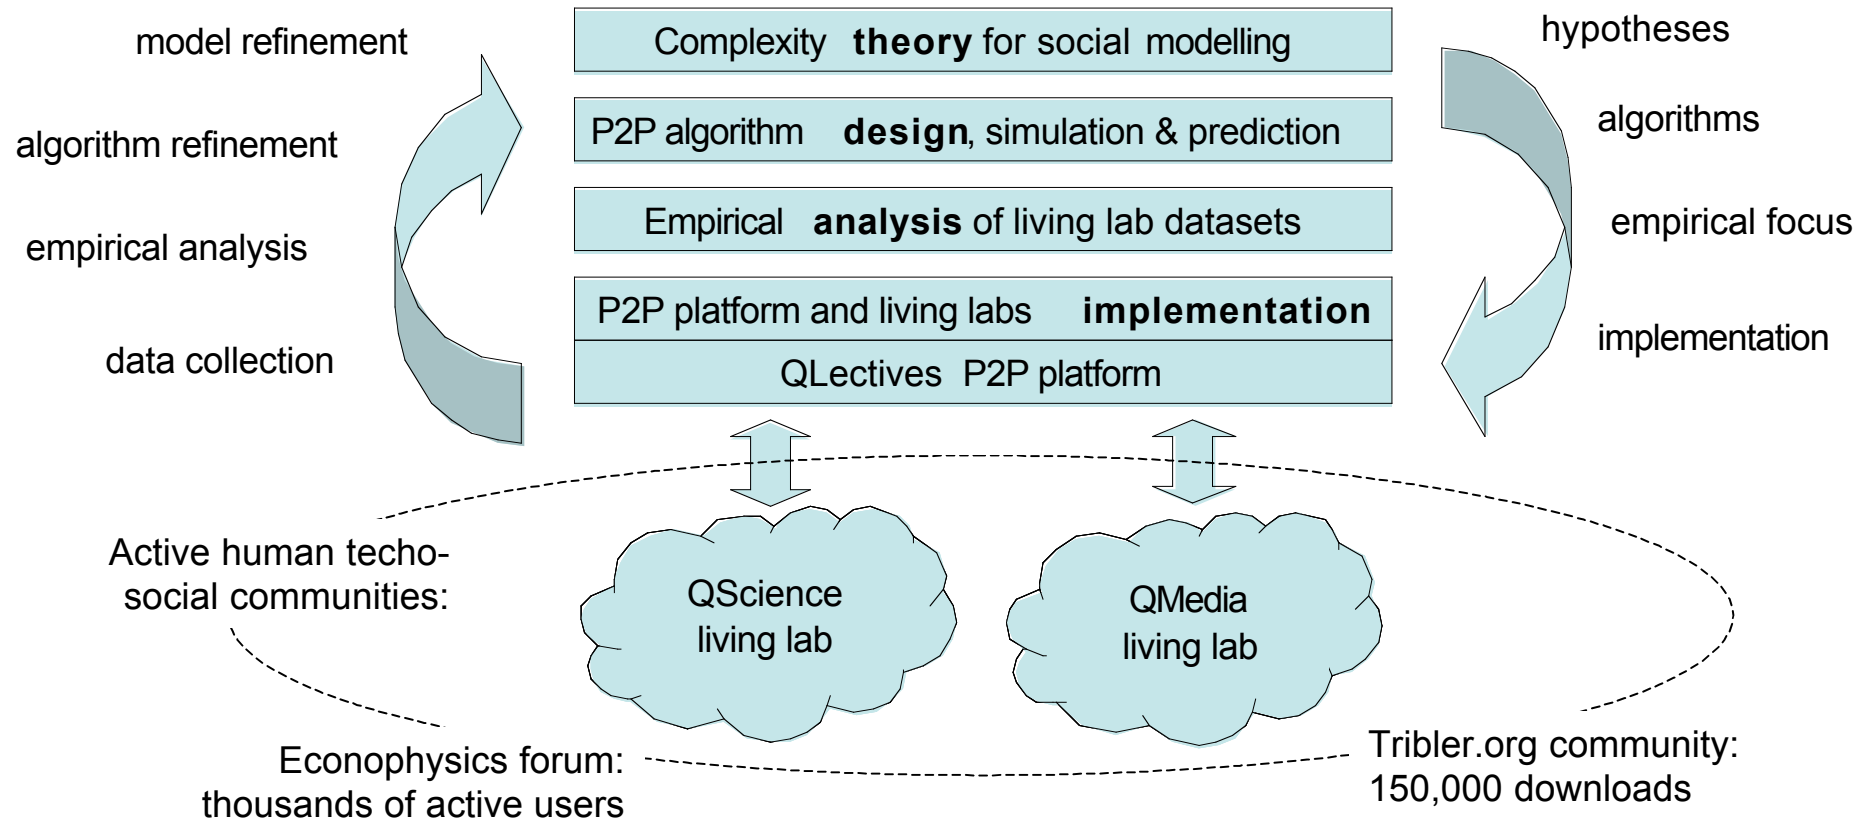 model refinement
Complexity theory for social modelling
hypotheses
algorithm refinement
P2P algorithm design, simulation & prediction
algorithms
empirical analysis
Empirical analysis of living lab datasets
empirical focus
data collection
P2P platform and living labs implementation
implementation
QLectives P2P platform
Active human techo-
social communities:
QScience
living lab
QMedia
living lab
Econophysics forum:
thousands of active users
Tribler.org community:
150,000 downloads